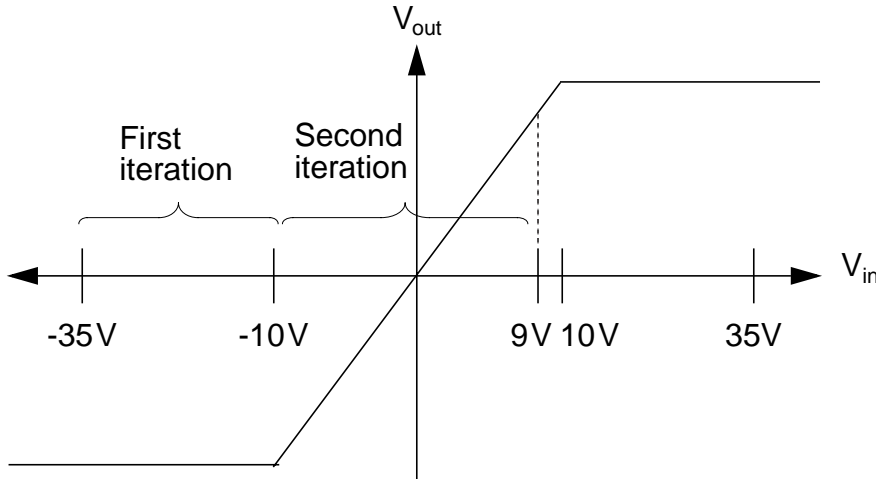 Vout
First
iteration
Second
iteration
Vin
-35V
-10V
9V
10V
35V